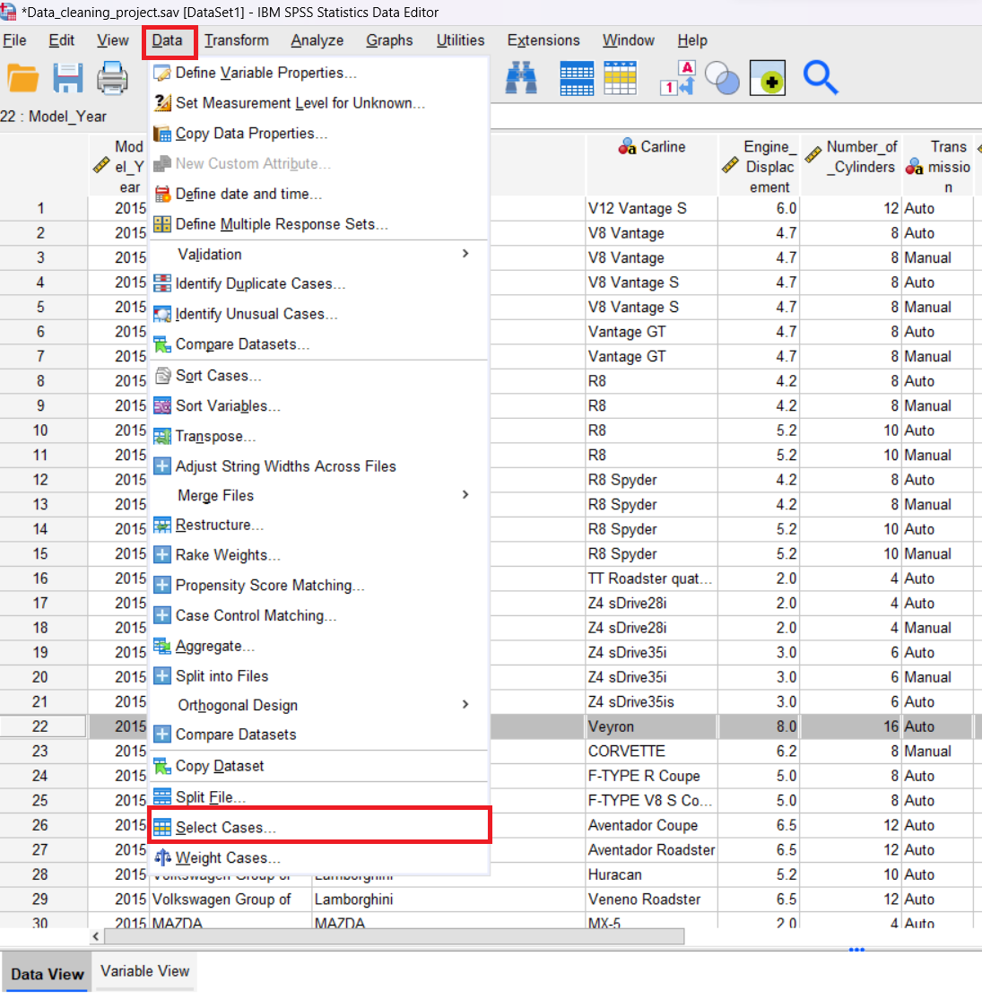 *Data_cleaning_project.sav [DataSet1] - IBM SPSS Statistics Data Editor
File Edit View Data Transform Analyze Graphs Utilities Extensions Window Help
A
1
22 : Model_Year
Define Variable Properties...
Set Measurement Level for Unknown...
Copy Data Properties...
New Custom Attribute...
Define date and time...
Define Multiple Response Sets...
Validation
Identify Duplicate Cases...
Identify Unusual Cases...
Compare Datasets...
Sort Cases...
Sort Variables...
Transpose...
Adjust String Widths Across Files
Merge Files
Restructure...
Rake Weights...
Propensity Score Matching...
Case Control Matching...
Aggregate...
Split into Files
Orthogonal Design
Compare Datasets
Copy Dataset
Split File...
Select Cases...
Weight Cases...
Mod
el_Y
ear
Carline
Engine_
Displac
ement
Number_of
_Cylinders
Trans
missio
n
1 2015 V12 Vantage S 6.0 12 Auto
2 2015 V8 Vantage 4.7 8 Auto
3 2015 V8 Vantage 4.7 8 Manual
4 2015 V8 Vantage S 4.7 8 Auto
5 2015 V8 Vantage S 4.7 8 Manual
6 2015 Vantage GT 4.7 8 Auto
7 2015 Vantage GT 4.7 8 Manual
8 2015 R8 4.2 8 Auto
9 2015 R8 4.2 8 Manual
10 2015 R8 5.2 10 Auto
11 2015 R8 5.2 10 Manual
12 2015 R8 Spyder 4.2 8 Auto
13 2015 R8 Spyder 4.2 8 Manual
14 2015 R8 Spyder 5.2 10 Auto
15 2015 R8 Spyder 5.2 10 Manual
16 2015 TT Roadster quat... 2.0 4 Auto
17 2015 Z4 sDrive28i 2.0 4 Auto
18 2015 Z4 sDrive28i 2.0 4 Manual
19 2015 Z4 sDrive35i 3.0 6 Auto
20 2015 Z4 sDrive35i 3.0 6 Manual
21 2015 Z4 sDrive35is 3.0 6 Auto
22 2015 Veyron 8.0 16 Auto
23 2015 CORVETTE 6.2 8 Manual
24 2015 F-TYPE R Coupe 5.0 8 Auto
25 2015 F-TYPE V8 S Co... 5.0 8 Auto
26 2015 Aventador Coupe 6.5 12 Auto
27 2015 Aventador Roadster 6.5 12 Auto
28 2015 Volkswagen Group of Lamborghini Huracan 5.2 10 Auto
29 2015 Volkswagen Group of Lamborghini Veneno Roadster 6.5 12 Auto
30 2015 MAZDA MAZDA MX-5 2.0 4 Auto
Data View Variable View